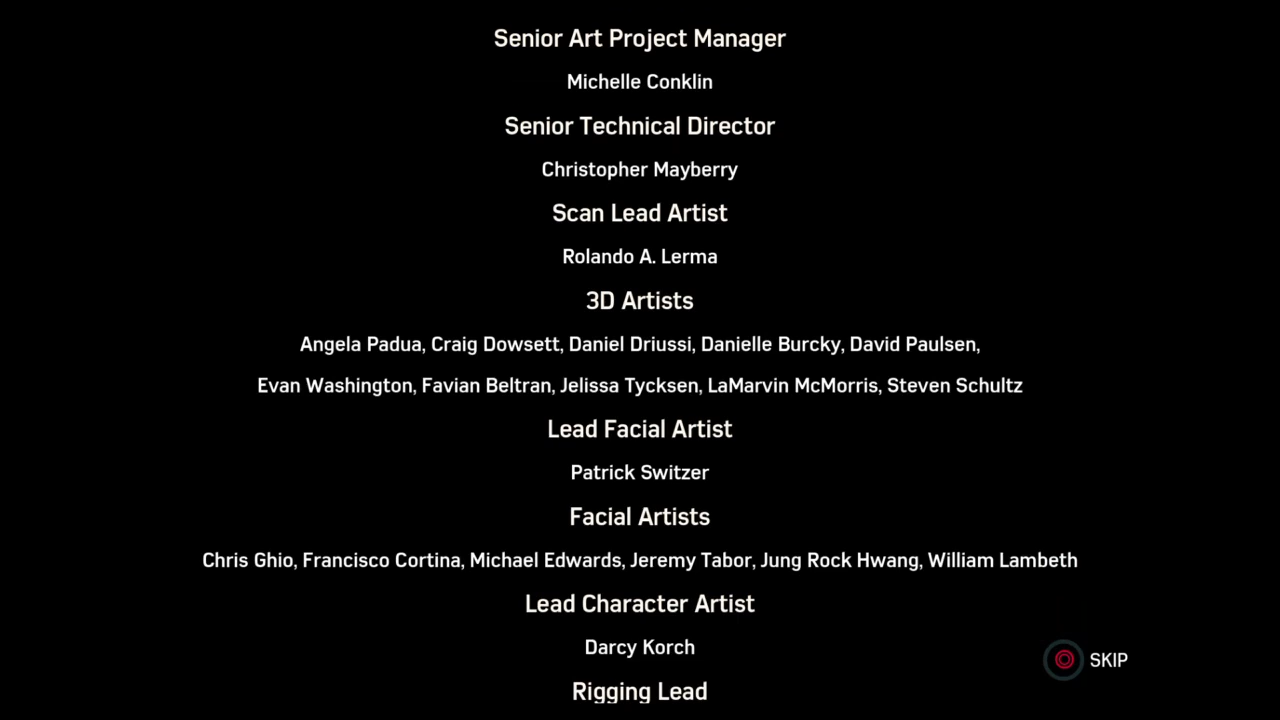 Senior Art Project Manager
Michelle Conklin
Senior Technical Director
Christopher Mayberry
Scan Lead Artist
Rolando A. Lerma
3D Artists
Angela Padua, Craig Dowsett, Daniel Driussi, Danielle Burcky, David Paulsen,
Evan Washington, Favian Beltran, Jelissa Tycksen, LaMarvin McMorris, Steven Schultz
Lead Facial Artist
Patrick Switzer
Facial Artists
Chris Ghio, Francisco Cortina, Michael Edwards, Jeremy Tabor, Jung Rock Hwang, William Lambeth
Lead Character Artist
Darcy Korch
SKIP
Rigging Lead